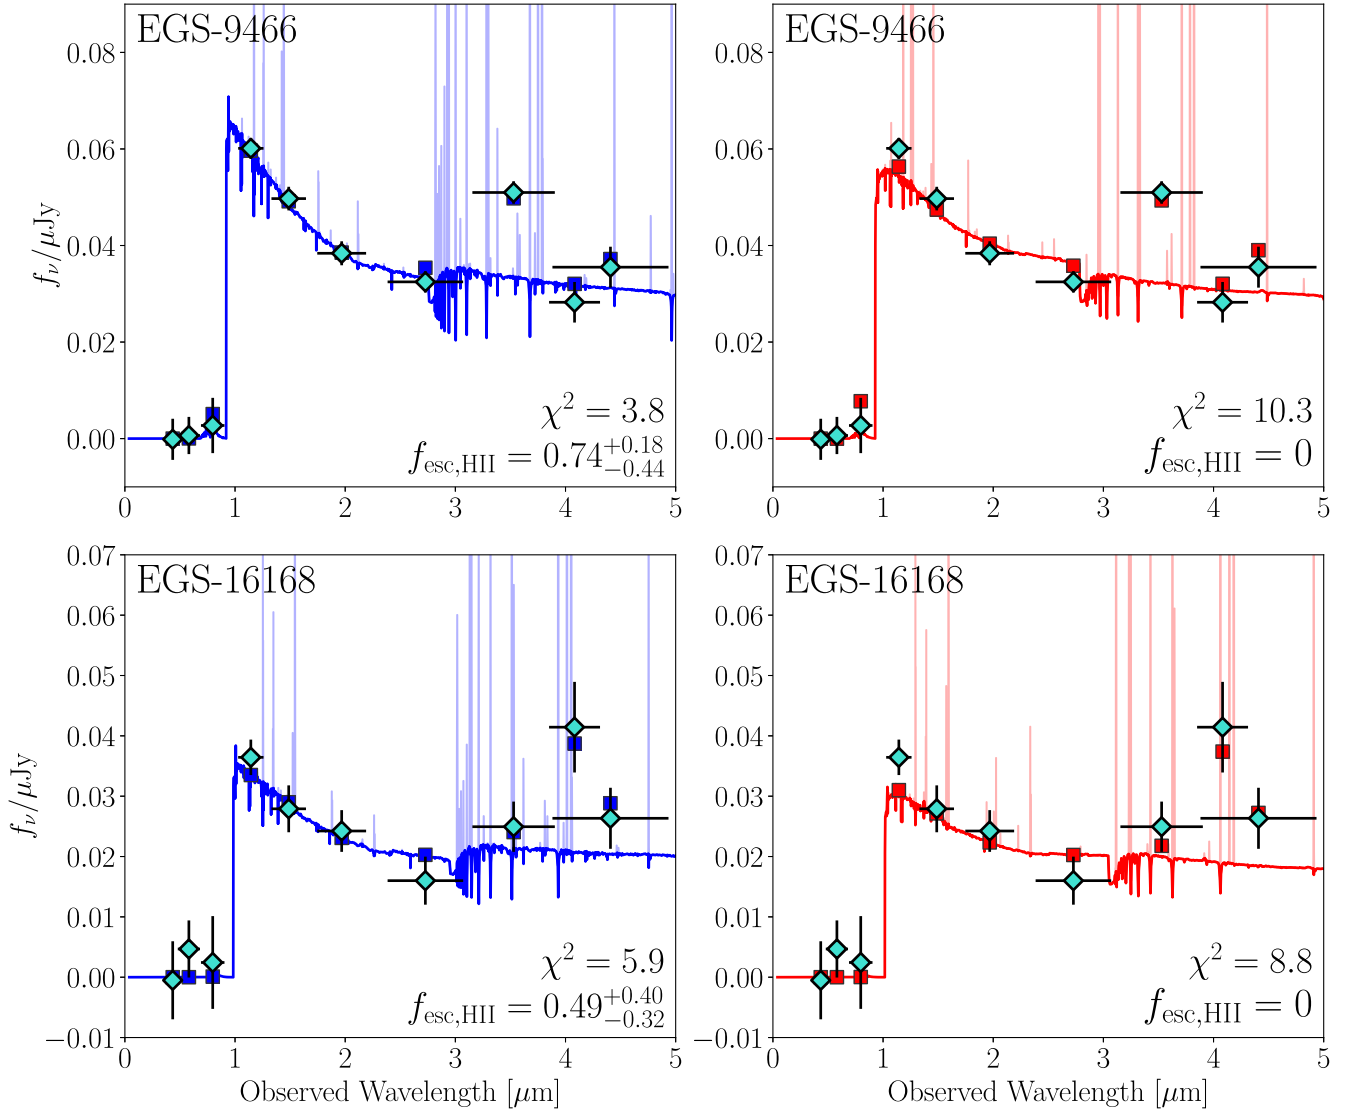 EGS-9466
0.08
0.06
0.04
0.02
0.00
f_ν/μJy
χ² = 3.8
f_esc,HII = 0.74^{+0.18}_{−0.44}
0 1 2 3 4 5
EGS-9466
0.08
0.06
0.04
0.02
0.00
χ² = 10.3
f_esc,HII = 0
0 1 2 3 4 5
EGS-16168
0.07
0.06
0.05
0.04
0.03
0.02
0.01
0.00
−0.01
f_ν/μJy
χ² = 5.9
f_esc,HII = 0.49^{+0.40}_{−0.32}
0 1 2 3 4 5
Observed Wavelength [μm]
EGS-16168
0.07
0.06
0.05
0.04
0.03
0.02
0.01
0.00
−0.01
χ² = 8.8
f_esc,HII = 0
0 1 2 3 4 5
Observed Wavelength [μm]